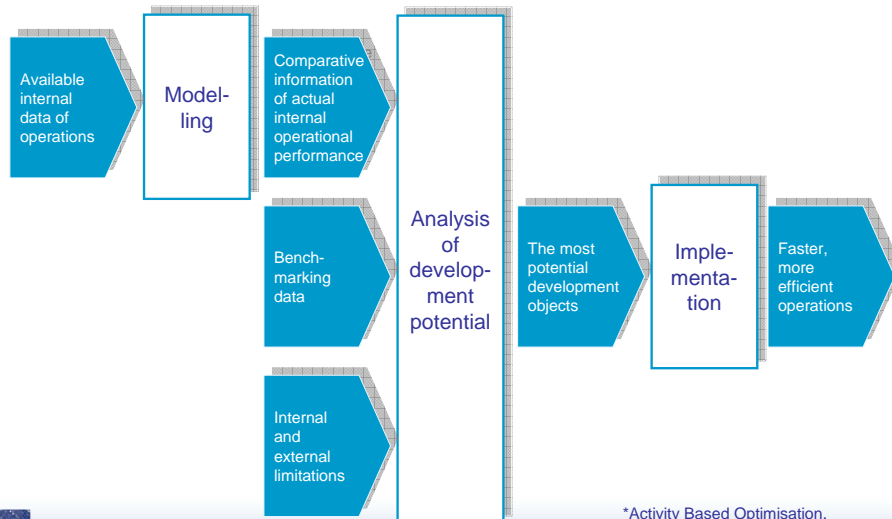 Available
internal
data of
operations
Model-
ling
Comparative
information
of actual
internal
operational
performance
Bench-
marking
data
Internal
and
external
limitations
Analysis
of
develop-
ment
potential
The most
potential
development
objects
Imple-
menta-
tion
Faster,
more
efficient
operations
*Activity Based Optimisation.